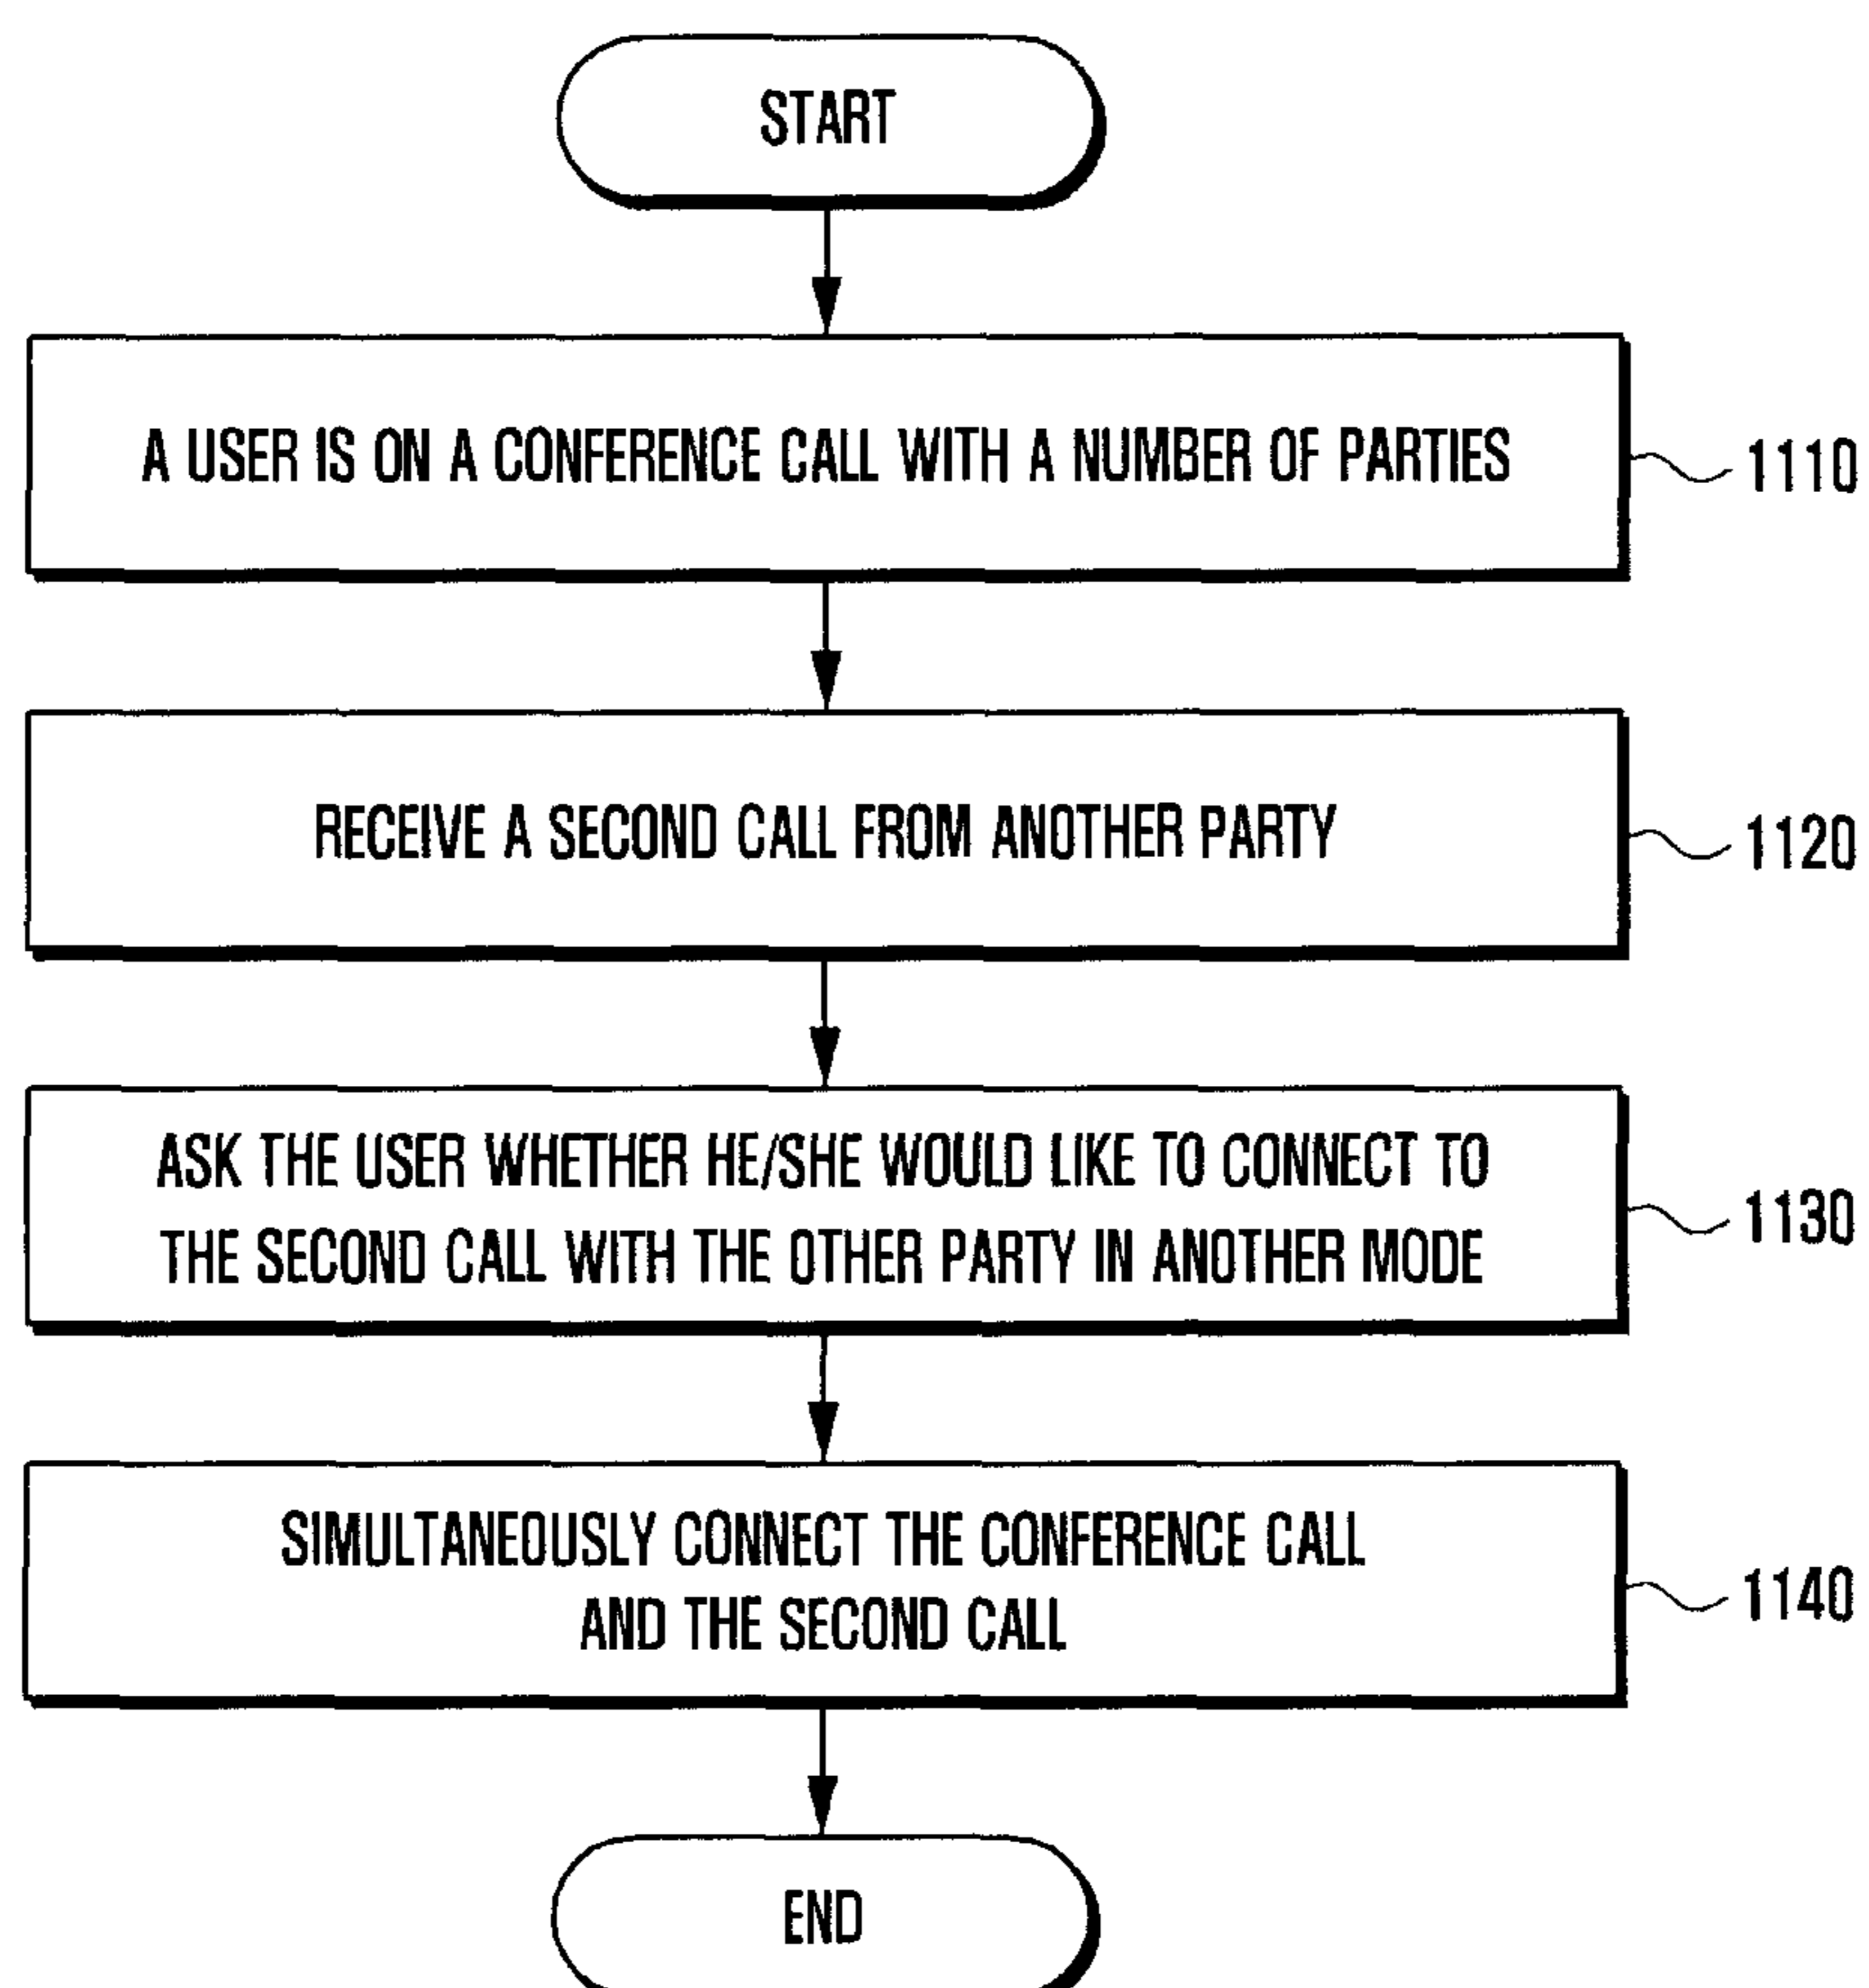 START
A USER IS ON A CONFERENCE CALL WITH A NUMBER OF PARTIES
1110
RECEIVE A SECOND CALL FROM ANOTHER PARTY
1120
ASK THE USER WHETHER HE/SHE WOULD LIKE TO CONNECT TO
THE SECOND CALL WITH THE OTHER PARTY IN ANOTHER MODE
1130
SIMULTANEOUSLY CONNECT THE CONFERENCE CALL
AND THE SECOND CALL
1140
END